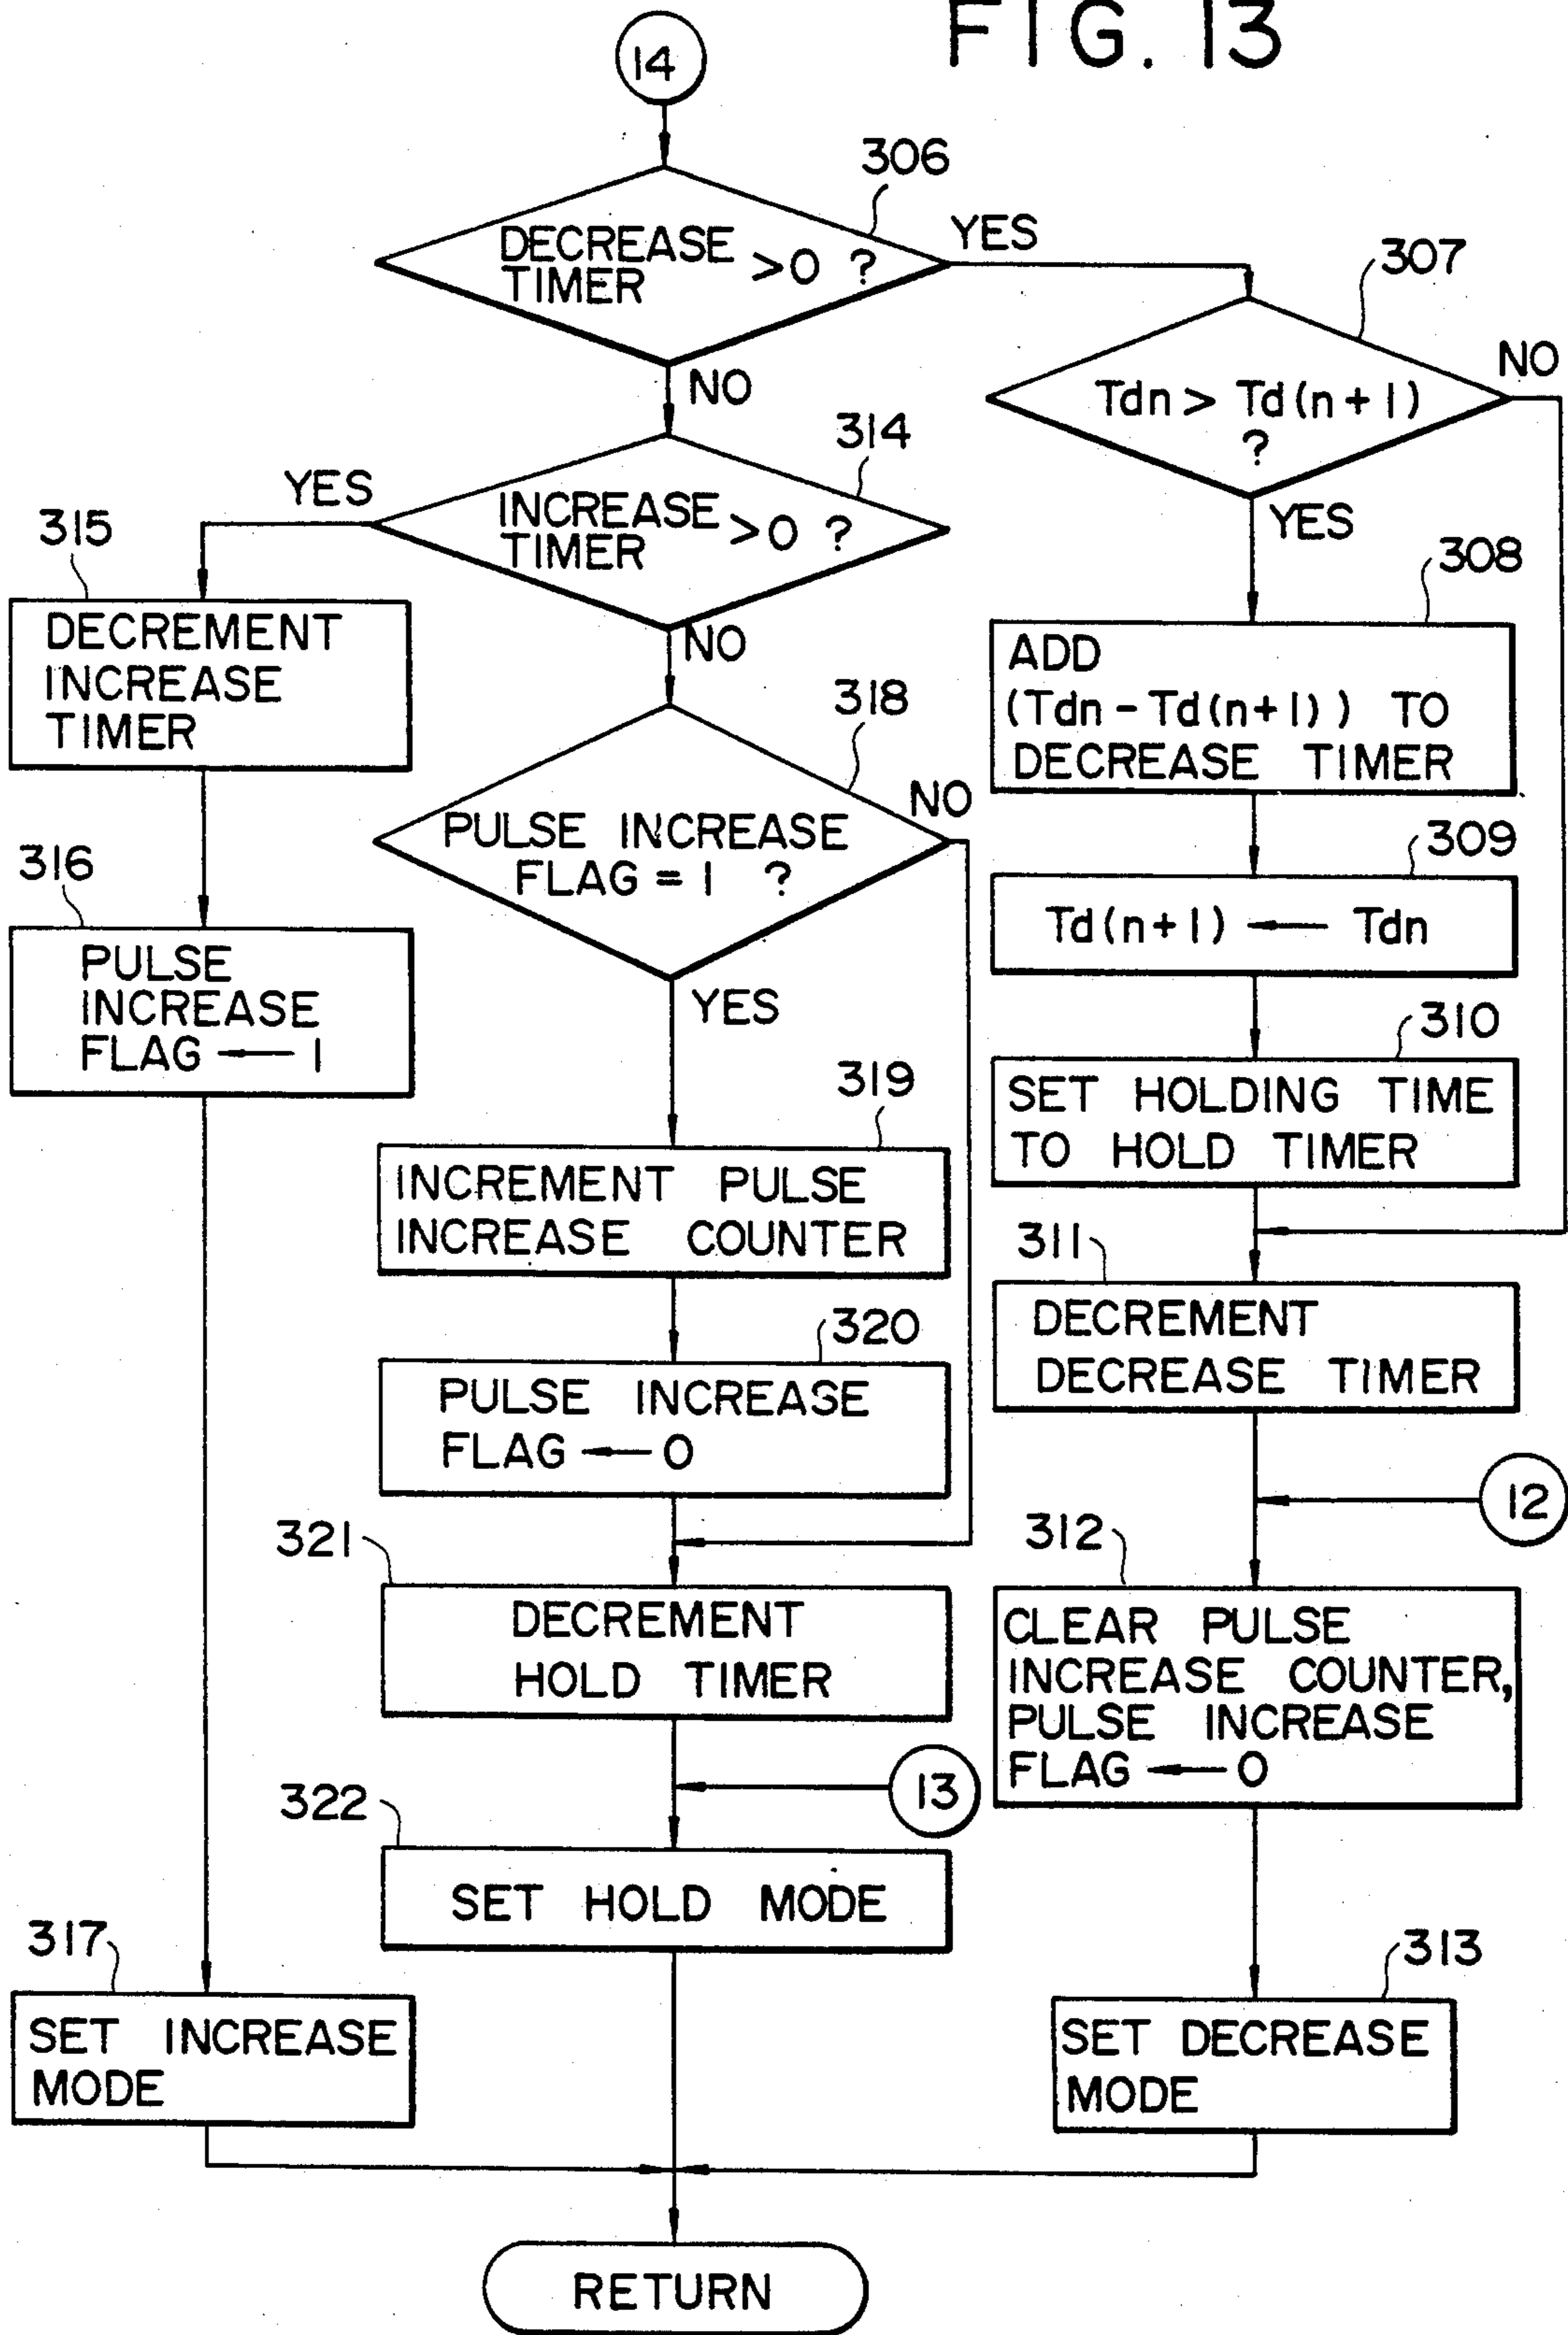 FIG. 13
14
306
DECREASE
TIMER >0 ?
YES
NO
307
Tdn > Td(n+1)
?
NO
YES
314
INCREASE
TIMER >0 ?
YES
NO
315
DECREMENT
INCREASE
TIMER
308
ADD
(Tdn - Td(n+1)) TO
DECREASE TIMER
318
PULSE INCREASE
FLAG = 1 ?
NO
YES
316
PULSE
INCREASE
FLAG ← 1
309
Td(n+1) ← Tdn
310
SET HOLDING TIME
TO HOLD TIMER
319
INCREMENT PULSE
INCREASE COUNTER
311
DECREMENT
DECREASE TIMER
320
PULSE INCREASE
FLAG ← 0
12
321
DECREMENT
HOLD TIMER
312
CLEAR PULSE
INCREASE COUNTER,
PULSE INCREASE
FLAG ← 0
13
322
SET HOLD MODE
317
SET INCREASE
MODE
313
SET DECREASE
MODE
RETURN